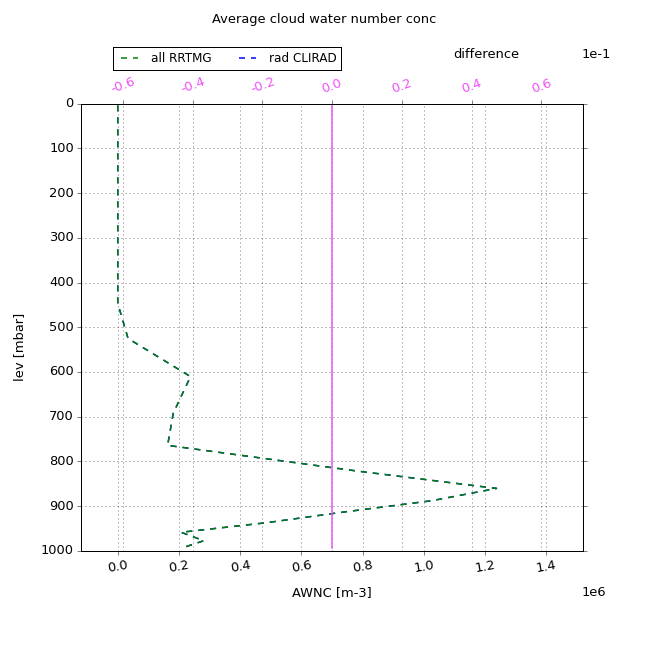 Average cloud water number conc
all RRTMG rad CLIRAD difference 1e-1
-0.6 -0.4 -0.2 0.0 0.2 0.4 0.6
0
100
200
300
400
500
600
700
800
900
1000
lev [mbar]
0.0 0.2 0.4 0.6 0.8 1.0 1.2 1.4
AWNC [m-3] 1e6